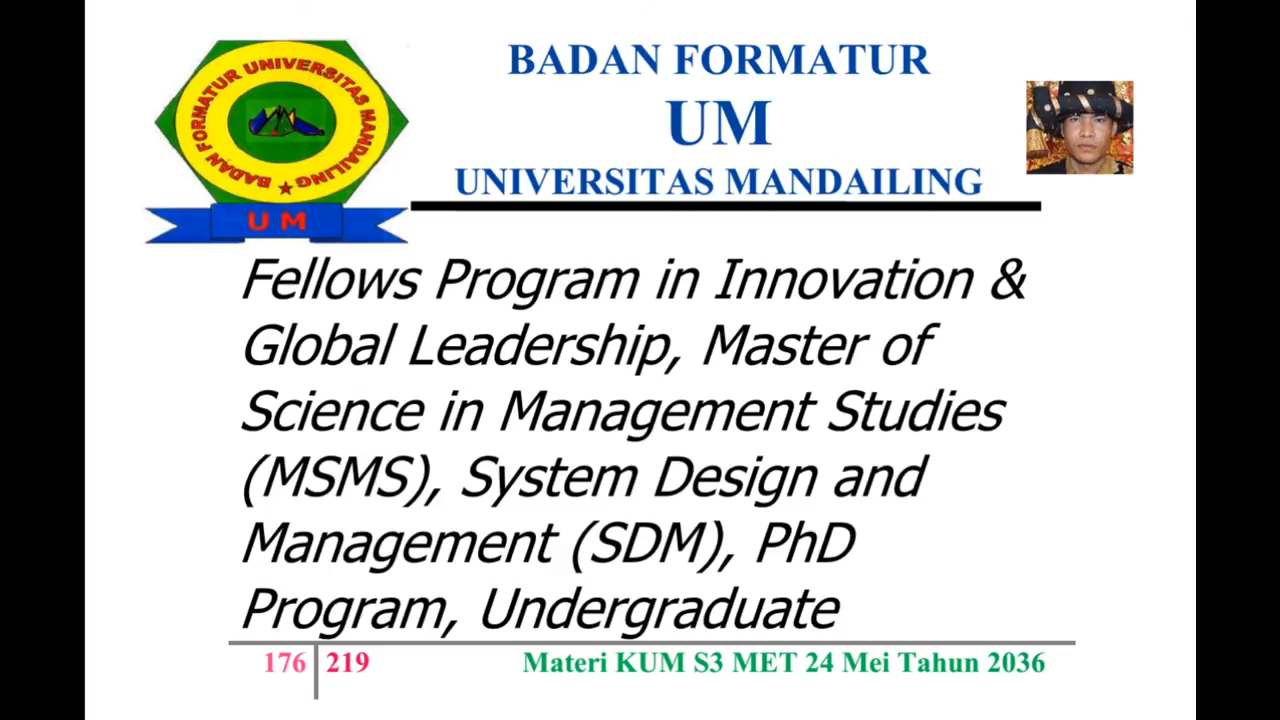 BADAN FORMATUR UNIVERSITAS MANDAILING
U M
BADAN FORMATUR
UM
UNIVERSITAS MANDAILING
Fellows Program in Innovation &
Global Leadership, Master of
Science in Management Studies
(MSMS), System Design and
Management (SDM), PhD
Program, Undergraduate
176 219 Materi KUM S3 MET 24 Mei Tahun 2036